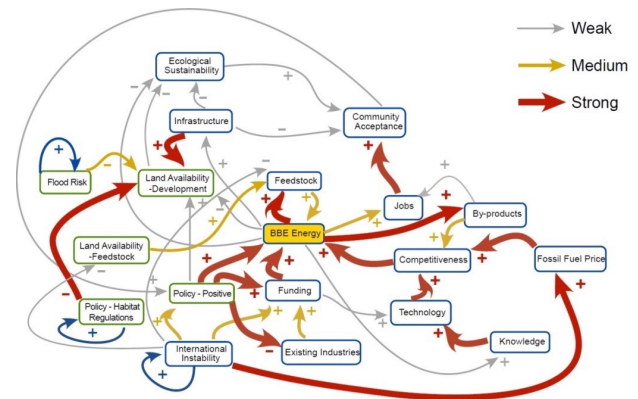 Weak
Medium
Strong
Ecological
Sustainability
Infrastructure
Community
Acceptance
Flood Risk
Land Availability
-Development
Feedstock
Jobs
By-products
BBE Energy
Land Availability
-Feedstock
Competitiveness
Fossil Fuel Price
Policy - Positive
Funding
Policy - Habitat
Regulations
Technology
International
Instability
Existing Industries
Knowledge